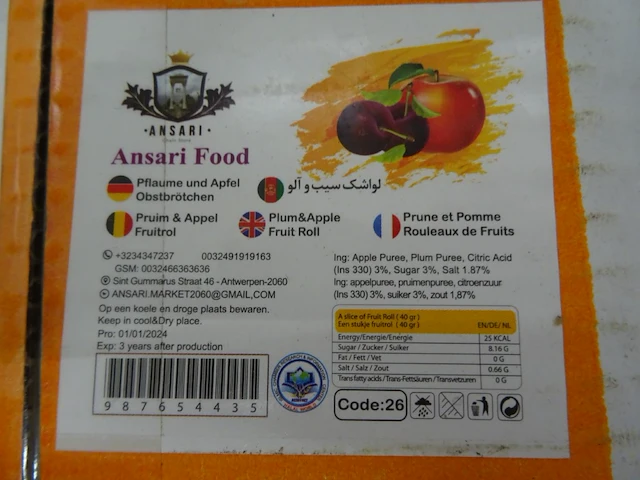 ·ANSARI·
Ansari Food
Pflaume und Apfel
Obstbrötchen
لواشک سیب و آلو
Pruim & Appel
Fruitrol
Plum&Apple
Fruit Roll
Prune et Pomme
Rouleaux de Fruits
+3234347237 0032491919163
GSM: 0032466363636
Sint Gummarus Straat 46 - Antwerpen-2060
ANSARI.MARKET2060@GMAIL,COM
Op een koele en droge plaats bewaren.
Keep in cool&Dry place.
Pro: 01/01/2024
Exp: 3 years after production
9 8 7 6 5 4 4 3 5
Ing: Apple Puree, Plum Puree, Citric Acid
(Ins 330) 3%, Sugar 3%, Salt 1.87%
Ing: appelpuree, pruimenpuree, citroenzuur
(Ins 330) 3%, suiker 3%, zout 1,87%
A slice of Fruit Roll ( 40 gr )
Een stukje fruitrol ( 40 gr ) EN/DE/ NL
Energy/Energie/Energie 25 KCAL
Sugar / Zucker / Suiker 8.16 G
Fat / Fett / Vet 0 G
Salt / Salz / Zout 0.66 G
Trans fatty acids / Trans-Fettsäuren / Transvetzuren 0 G
Code:26